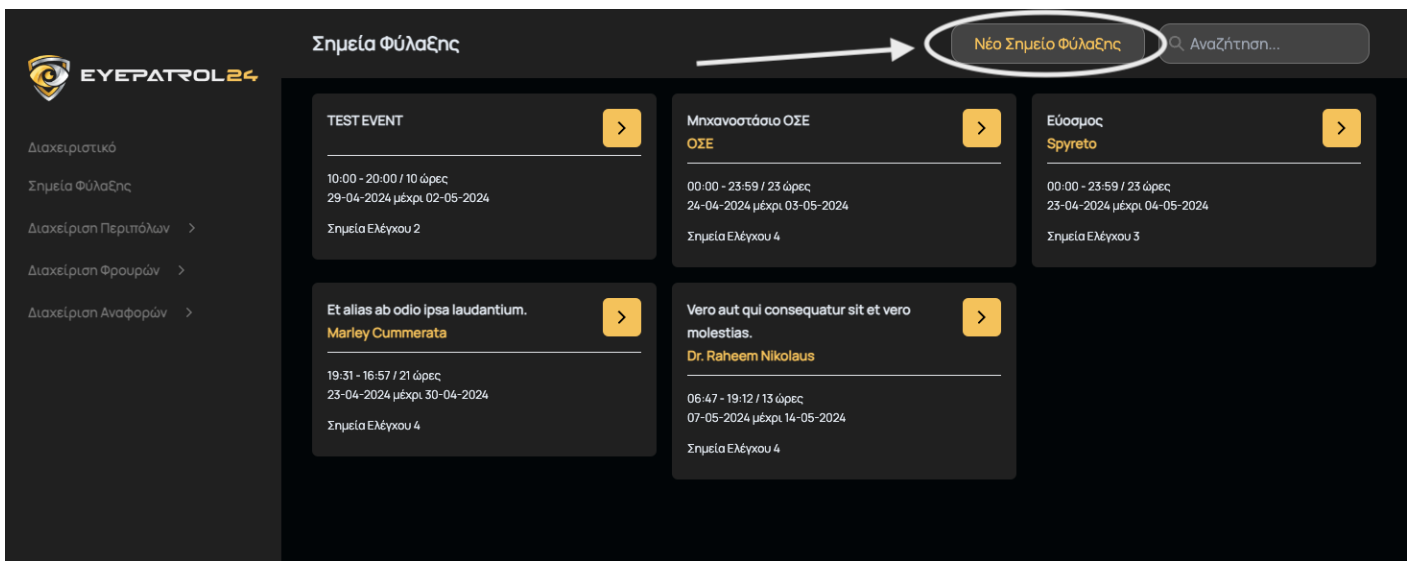 EYEPATROL24
Διαχειριστικό
Σημεία Φύλαξης
Διαχείριση Περιπόλων
Διαχείριση Φρουρών
Διαχείριση Αναφορών
Σημεία Φύλαξης
Νέο Σημείο Φύλαξης
Αναζήτηση...
TEST EVENT
10:00 - 20:00 / 10 ώρες
29-04-2024 μέχρι 02-05-2024
Σημεία Ελέγχου 2
Μηχανοστάσιο ΟΣΕ
ΟΣΕ
00:00 - 23:59 / 23 ώρες
24-04-2024 μέχρι 03-05-2024
Σημεία Ελέγχου 4
Εύοσμος
Spyreto
00:00 - 23:59 / 23 ώρες
23-04-2024 μέχρι 04-05-2024
Σημεία Ελέγχου 3
Et alias ab odio ipsa laudantium.
Marley Cummerata
19:31 - 16:57 / 21 ώρες
23-04-2024 μέχρι 30-04-2024
Σημεία Ελέγχου 4
Vero aut qui consequatur sit et vero
molestias.
Dr. Raheem Nikolaus
06:47 - 19:12 / 13 ώρες
07-05-2024 μέχρι 14-05-2024
Σημεία Ελέγχου 4